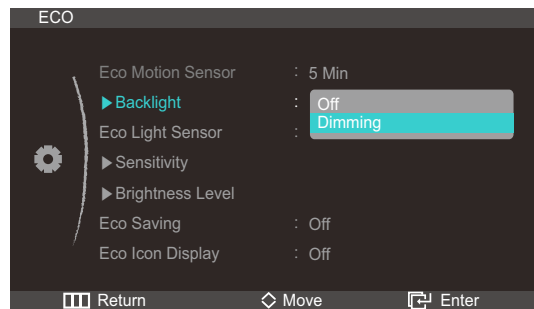 ECO
Eco Motion Sensor : 5 Min
▶Backlight : Off
Dimming
Eco Light Sensor :
▶Sensitivity
▶Brightness Level
Eco Saving : Off
Eco Icon Display : Off
Return Move Enter